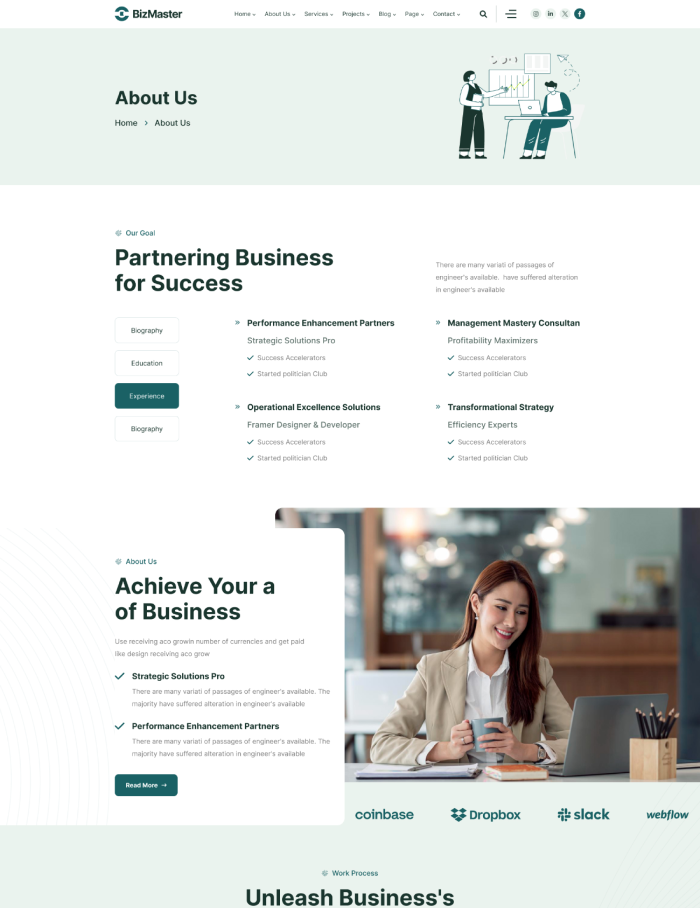 BizMaster
Home
About Us
Services
Projects
Blog
Page
Contact
About Us
Home > About Us
Our Goal
Partnering Business
for Success
There are many variati of passages of
engineer's available. have suffered alteration
in engineer's available
Biography
Education
Experience
Biography
Performance Enhancement Partners
Strategic Solutions Pro
Success Accelerators
Started politician Club
Management Mastery Consultan
Profitability Maximizers
Success Accelerators
Started politician Club
Operational Excellence Solutions
Framer Designer & Developer
Success Accelerators
Started politician Club
Transformational Strategy
Efficiency Experts
Success Accelerators
Started politician Club
About Us
Achieve Your a
of Business
Use receiving aco growin number of currencies and get paid
like design receiving aco grow
Strategic Solutions Pro
There are many variati of passages of engineer's available. The
majority have suffered alteration in engineer's available
Performance Enhancement Partners
There are many variati of passages of engineer's available. The
majority have suffered alteration in engineer's available
Read More →
coinbase
Dropbox
slack
webflow
Work Process
Unleash Business's